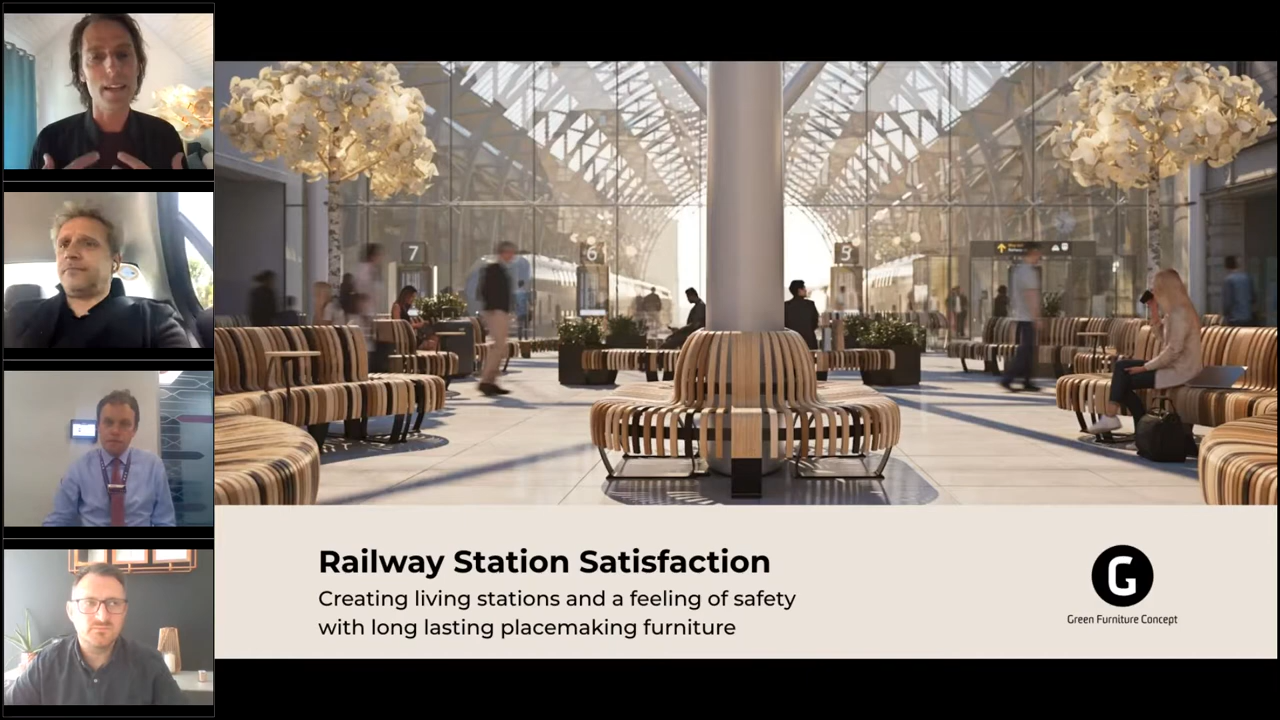 7
6
5
Railway Station Satisfaction
Creating living stations and a feeling of safety
with long lasting placemaking furniture
G
Green Furniture Concept